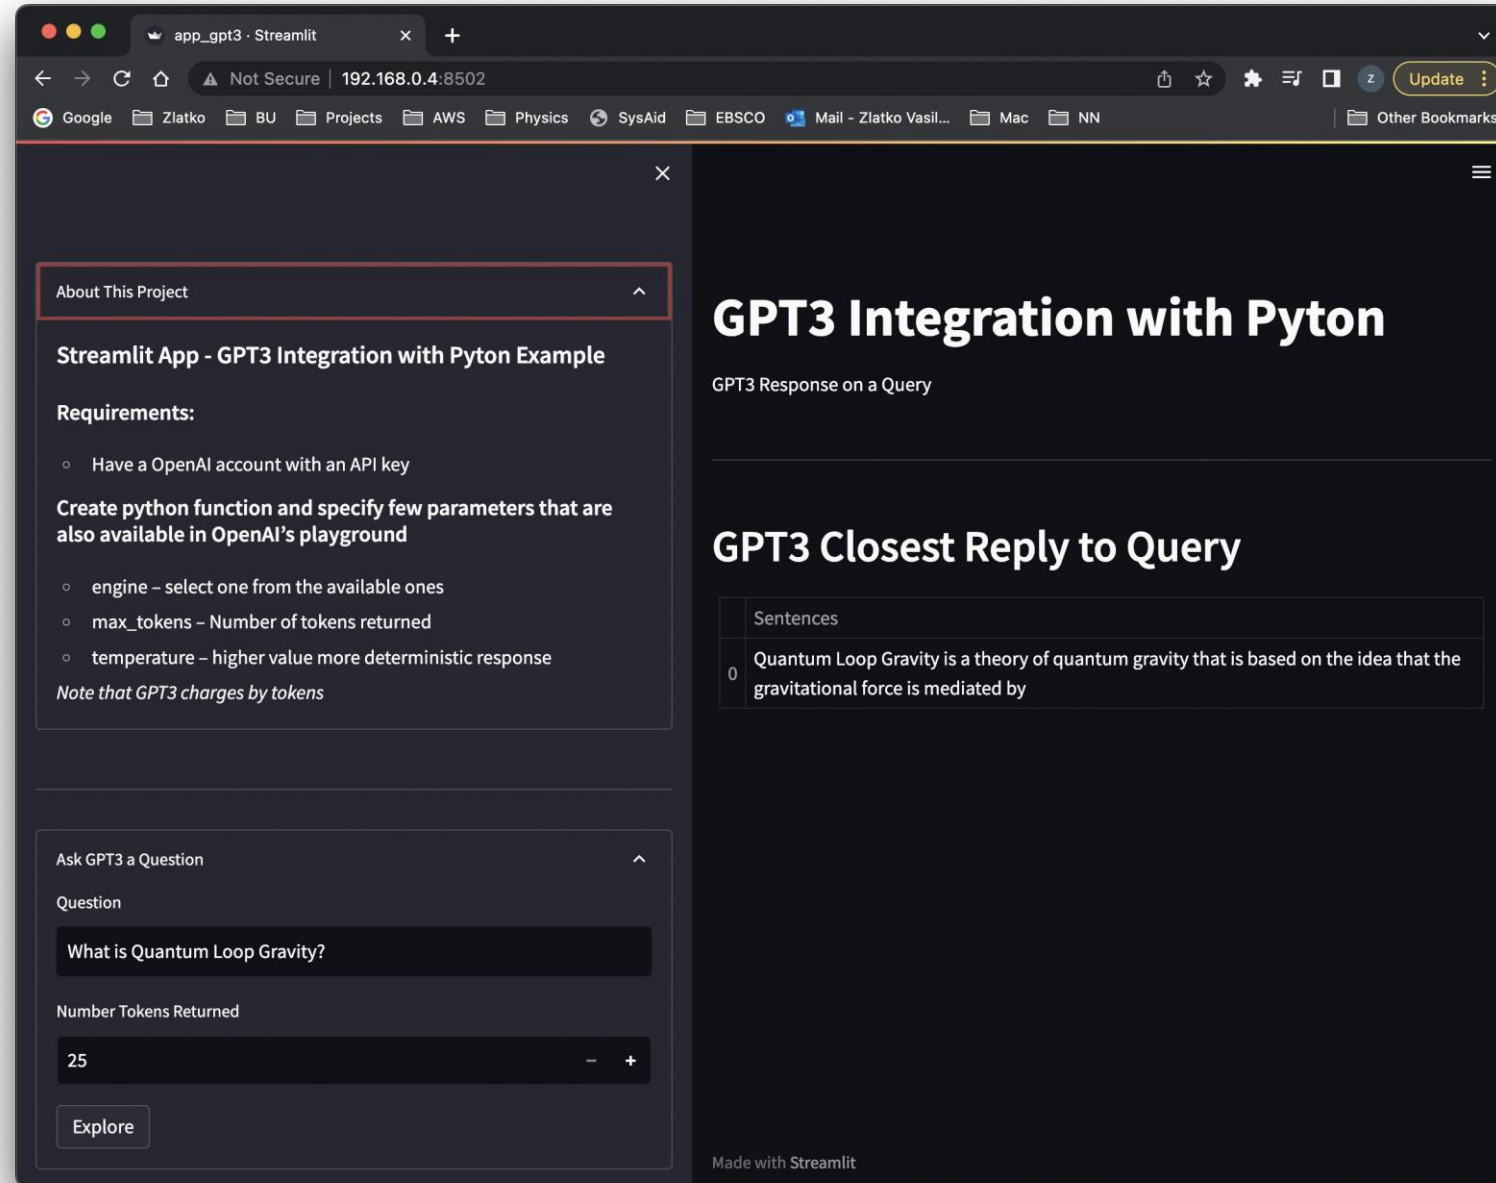 app_gpt3 · Streamlit
Not Secure | 192.168.0.4:8502
z
Update
Google Zlatko BU Projects AWS Physics SysAid EBSCO Mail - Zlatko Vasil... Mac NN Other Bookmarks
About This Project
Streamlit App - GPT3 Integration with Pyton Example
Requirements:
Have a OpenAI account with an API key
Create python function and specify few parameters that are
also available in OpenAI's playground
engine – select one from the available ones
max_tokens – Number of tokens returned
temperature – higher value more deterministic response
Note that GPT3 charges by tokens
Ask GPT3 a Question
Question
What is Quantum Loop Gravity?
Number Tokens Returned
25
Explore
GPT3 Integration with Pyton
GPT3 Response on a Query
GPT3 Closest Reply to Query
Sentences
0 Quantum Loop Gravity is a theory of quantum gravity that is based on the idea that the
gravitational force is mediated by
Made with Streamlit